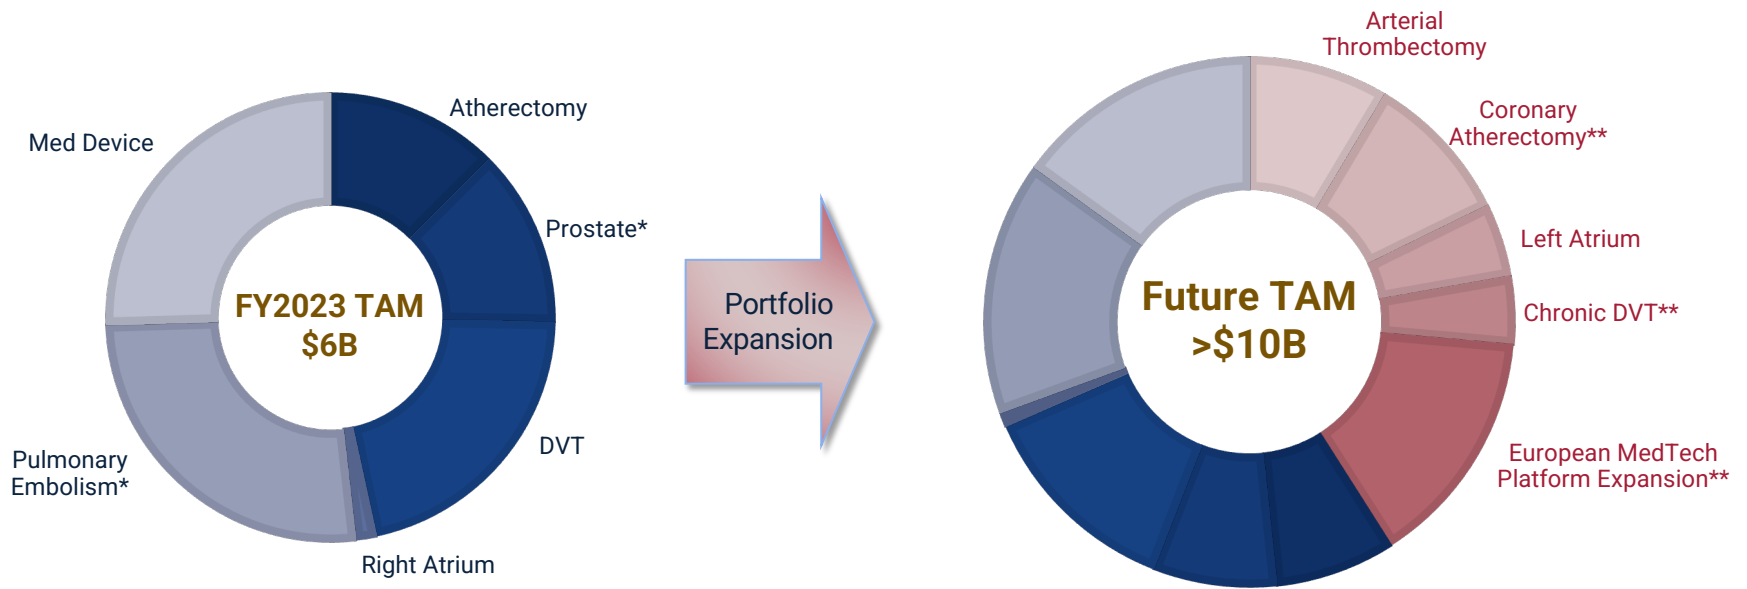 Atherectomy
Med Device
Prostate*
FY2023 TAM
$6B
DVT
Pulmonary
Embolism*
Right Atrium
Portfolio
Expansion
Arterial
Thrombectomy
Coronary
Atherectomy**
Left Atrium
Future TAM
>$10B
Chronic DVT**
European MedTech
Platform Expansion**